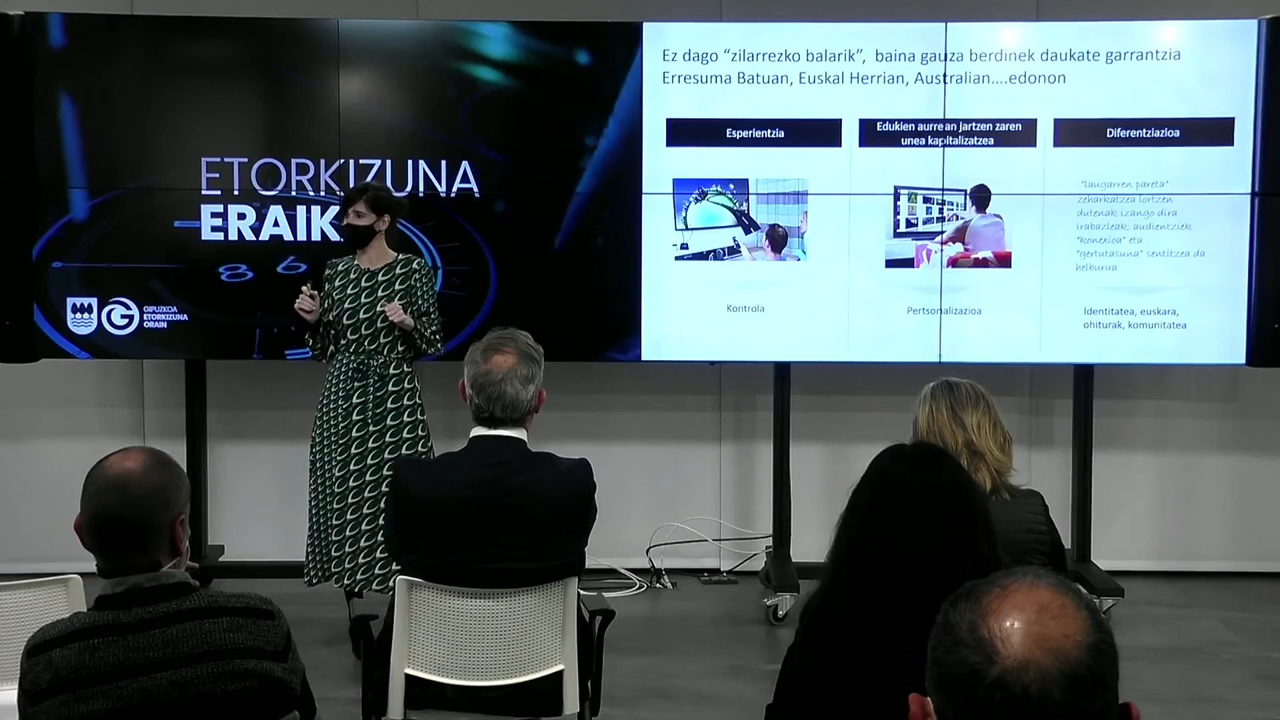 ETORKIZUNA
ERAIK
8 6
GIPUZKOA
ETORKIZUNA
ORAIN
Ez dago “zilarrezko balarik”, baina gauza berdinek daukate garrantzia
Erresuma Batuan, Euskal Herrian, Australian....edonon
Esperientzia
Kontrola
Edukien aurrean jartzen zaren
unea kapitalizatzea
Pertsonalizazioa
Diferentziazioa
“laugarren pareta”
zeharkatzea lortzen
dutenak izango dira
irabazleak: audientziek
“konexioa” eta
“gertutasuna” sentitzea da
helburua
Identitatea, euskara,
ohiturak, komunitatea